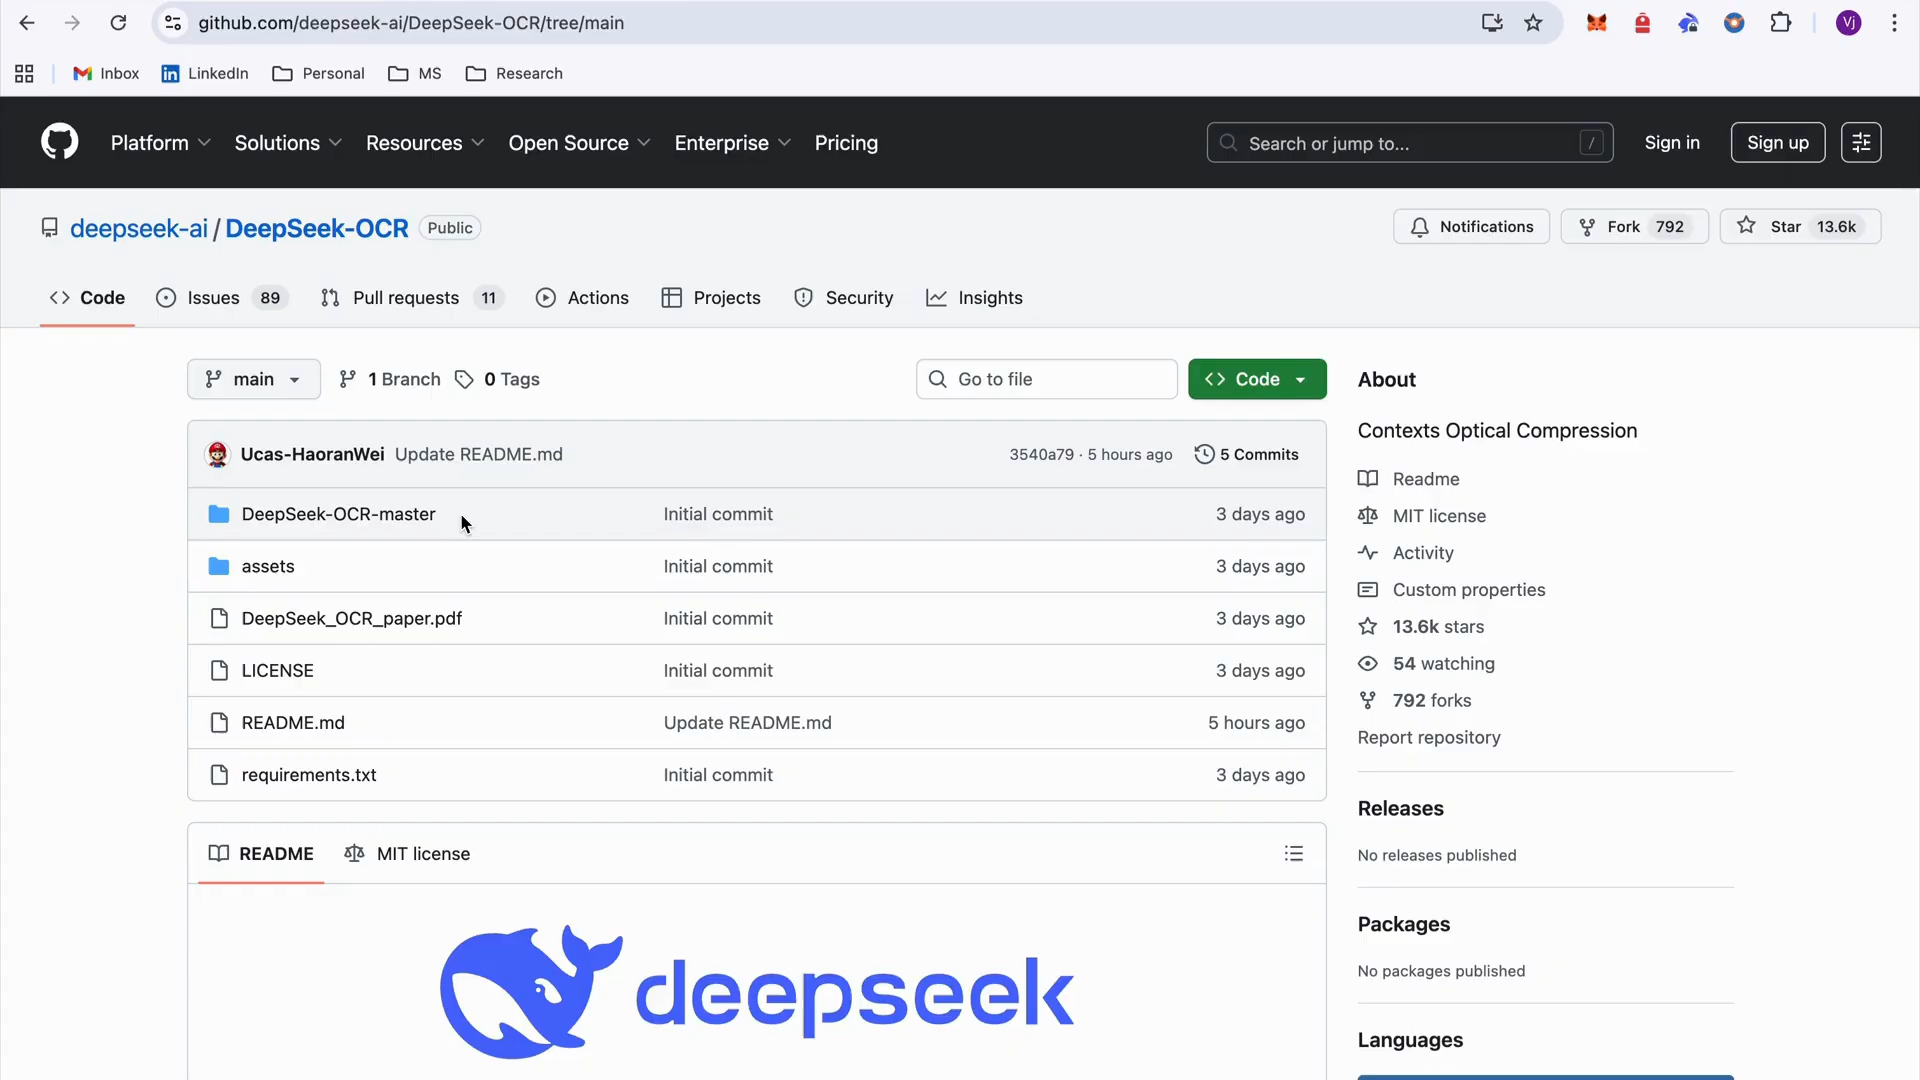 github.com/deepseek-ai/DeepSeek-OCR/tree/main
Vj
Inbox
LinkedIn
Personal
MS
Research
Platform
Solutions
Resources
Open Source
Enterprise
Pricing
Search or jump to...
/
Sign in
Sign up
deepseek-ai / DeepSeek-OCR
Public
Notifications
Fork 792
Star 13.6k
Code
Issues 89
Pull requests 11
Actions
Projects
Security
Insights
main
1 Branch
0 Tags
Go to file
Code
Ucas-HaoranWei Update README.md
3540a79 · 5 hours ago
5 Commits
DeepSeek-OCR-master Initial commit 3 days ago
assets Initial commit 3 days ago
DeepSeek_OCR_paper.pdf Initial commit 3 days ago
LICENSE Initial commit 3 days ago
README.md Update README.md 5 hours ago
requirements.txt Initial commit 3 days ago
README
MIT license
deepseek
About
Contexts Optical Compression
Readme
MIT license
Activity
Custom properties
13.6k stars
54 watching
792 forks
Report repository
Releases
No releases published
Packages
No packages published
Languages